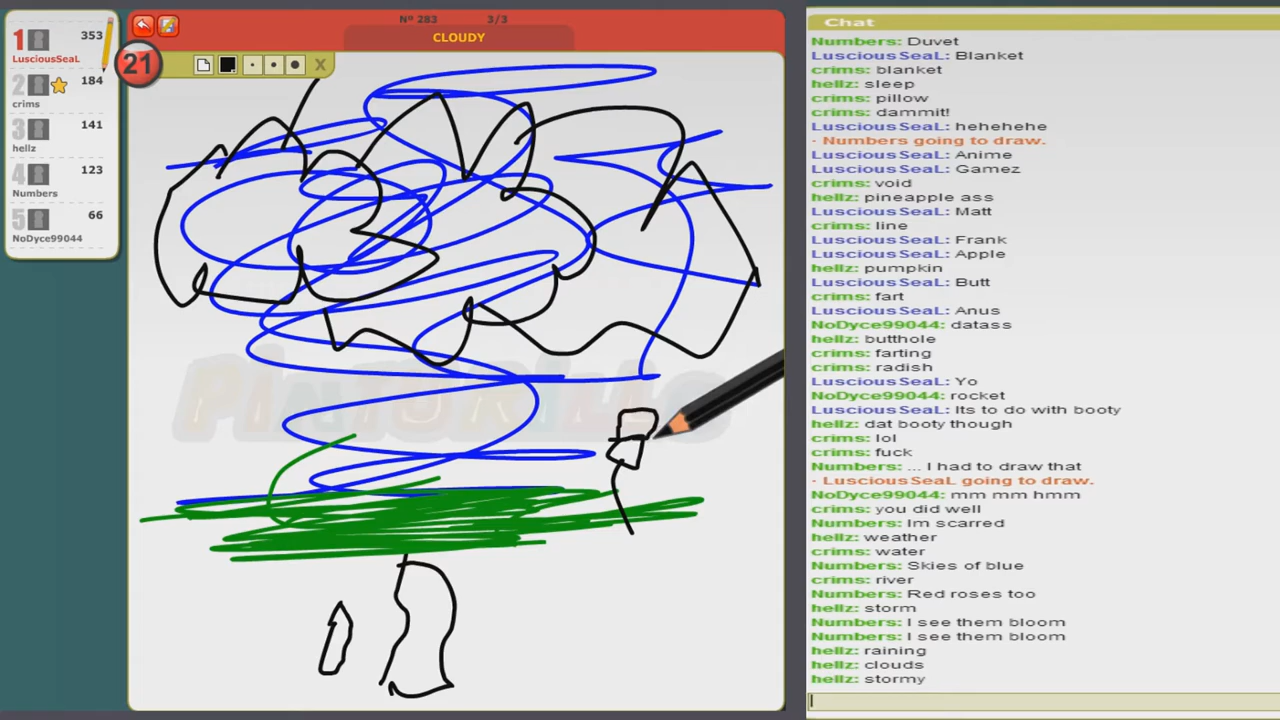 1
353
LusciousSeaL
2
184
crims
3
141
hellz
4
123
Numbers
5
66
NoDyce99044
Nº 283 3/3
CLOUDY
21
X
PINTURILLO
Chat
Numbers: Duvet
LusciousSeaL: Blanket
crims: blanket
hellz: sleep
crims: pillow
crims: dammit!
LusciousSeaL: hehehehe
- Numbers going to draw.
LusciousSeaL: Anime
LusciousSeaL: Gamez
crims: void
hellz: pineapple ass
LusciousSeaL: Matt
crims: line
LusciousSeaL: Frank
LusciousSeaL: Apple
hellz: pumpkin
LusciousSeaL: Butt
crims: fart
LusciousSeaL: Anus
NoDyce99044: datass
hellz: butthole
crims: farting
crims: radish
LusciousSeaL: Yo
NoDyce99044: rocket
LusciousSeaL: Its to do with booty
hellz: dat booty though
crims: lol
crims: fuck
Numbers: ... I had to draw that
- LusciousSeaL going to draw.
NoDyce99044: mm mm hmm
crims: you did well
Numbers: Im scarred
hellz: weather
crims: water
Numbers: Skies of blue
crims: river
Numbers: Red roses too
hellz: storm
Numbers: I see them bloom
Numbers: I see them bloom
hellz: raining
hellz: clouds
hellz: stormy